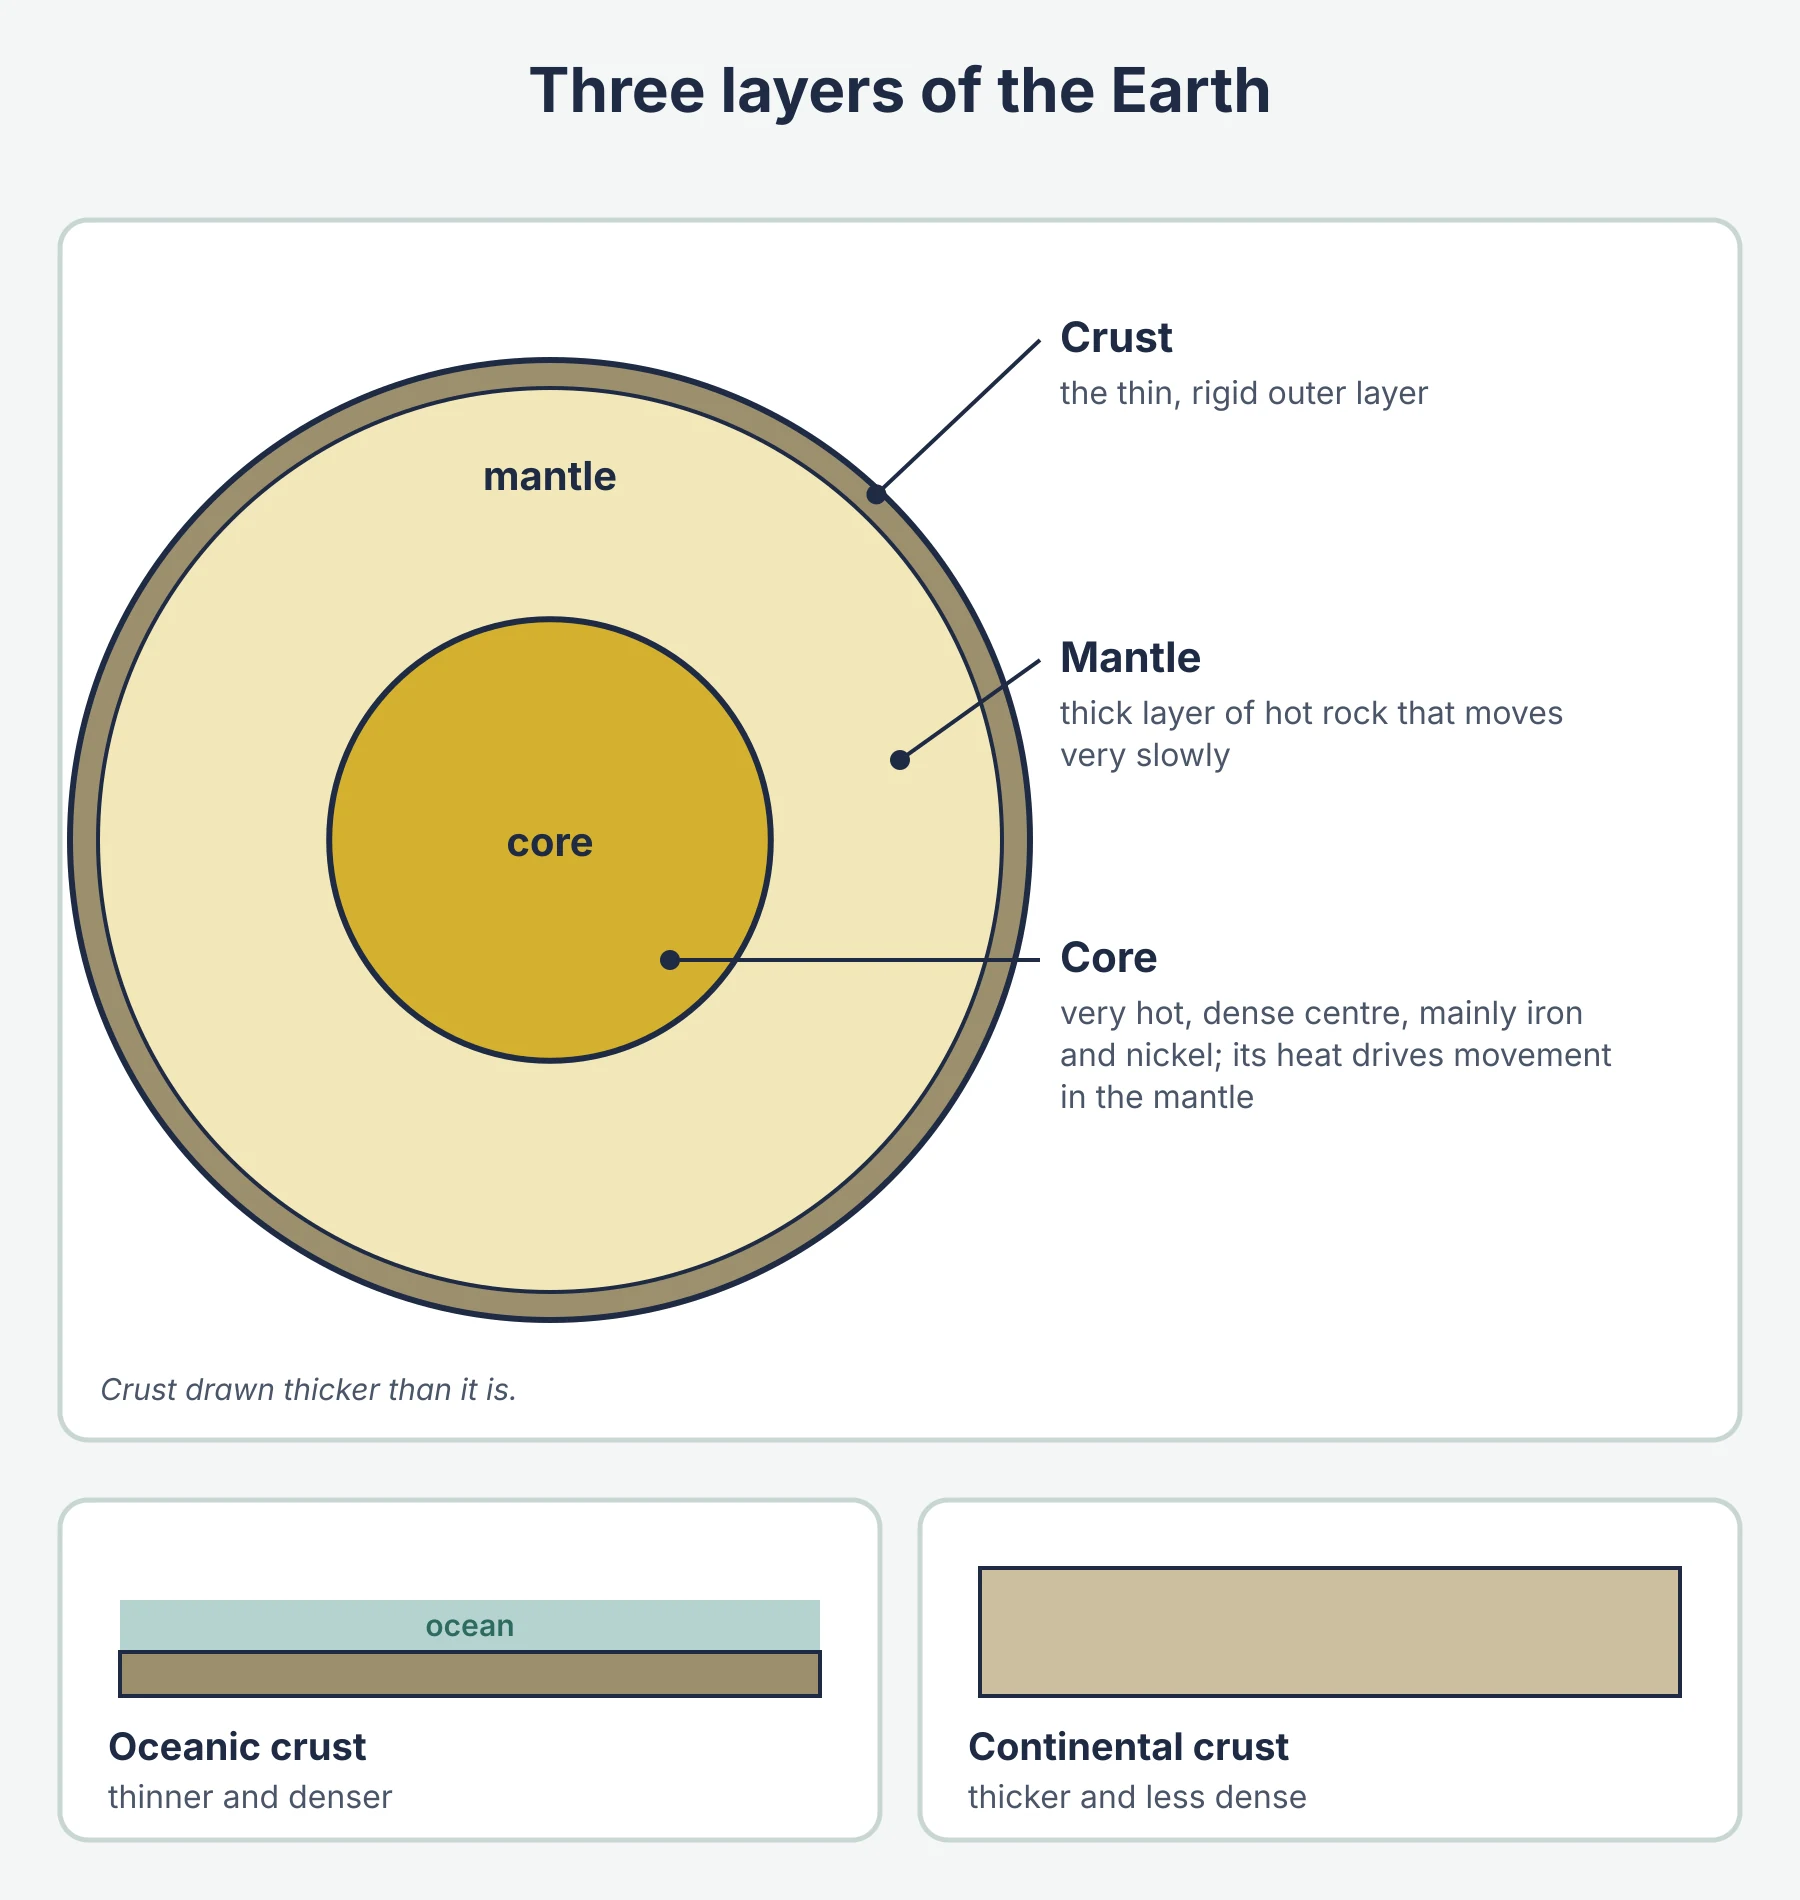 Three layers of the Earth
Crust
the thin, rigid outer layer
mantle
Mantle
thick layer of hot rock that moves
very slowly
core
Core
very hot, dense centre, mainly iron
and nickel; its heat drives movement
in the mantle
Crust drawn thicker than it is.
ocean
Oceanic crust
thinner and denser
Continental crust
thicker and less dense